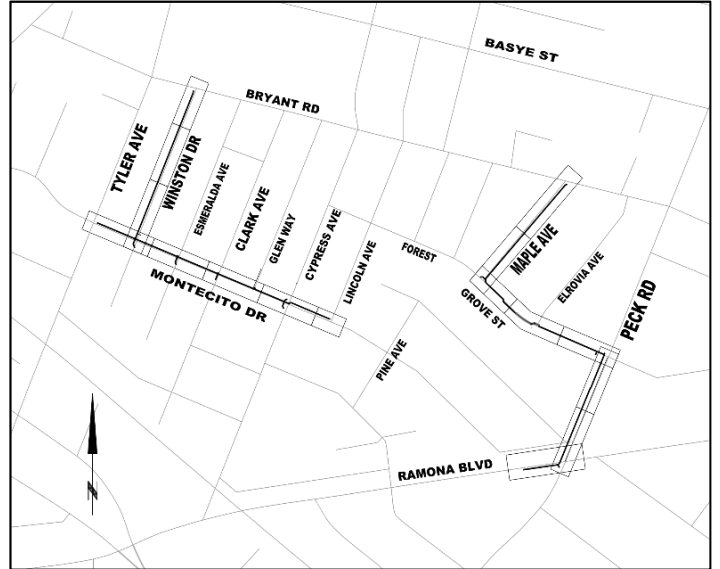 BASYE ST
BRYANT RD
TYLER AVE
WINSTON DR
ESMERALDA AVE
CLARK AVE
GLEN WAY
CYPRESS AVE
LINCOLN AVE
FOREST
GROVE ST
MAPLE AVE
ELROVIA AVE
PECK RD
MONTECITO DR
PINE AVE
RAMONA BLVD
N